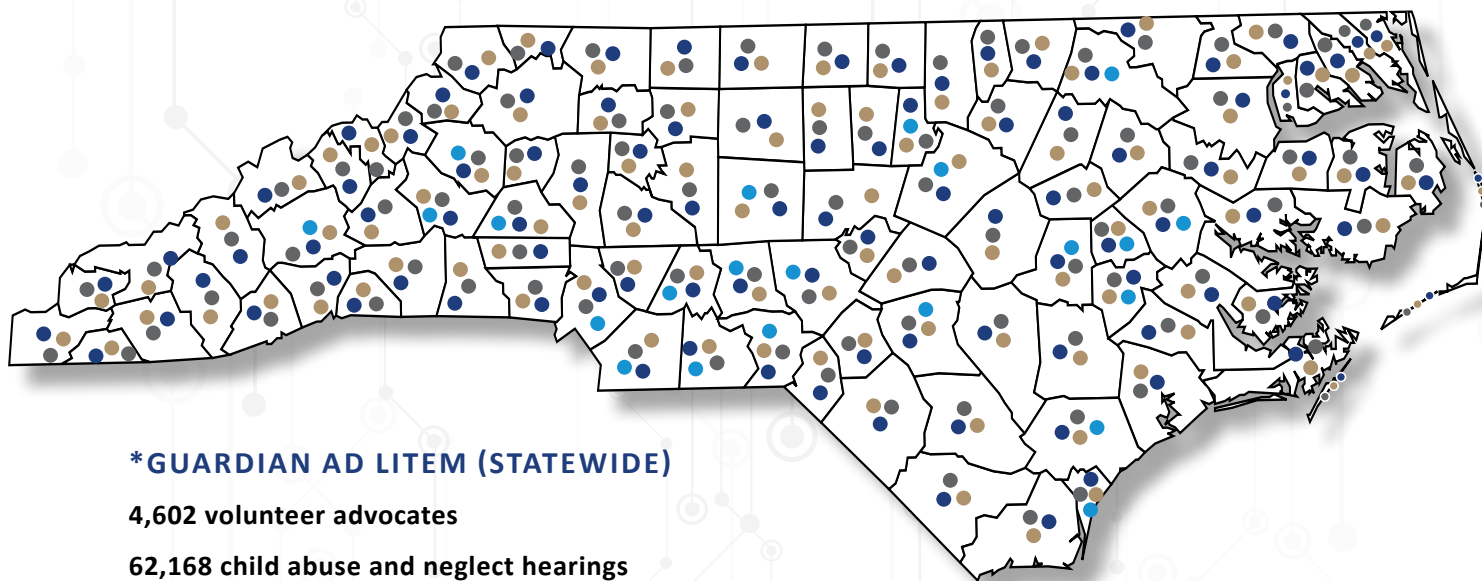 *GUARDIAN AD LITEM (STATEWIDE)
4,602 volunteer advocates
62,168 child abuse and neglect hearings